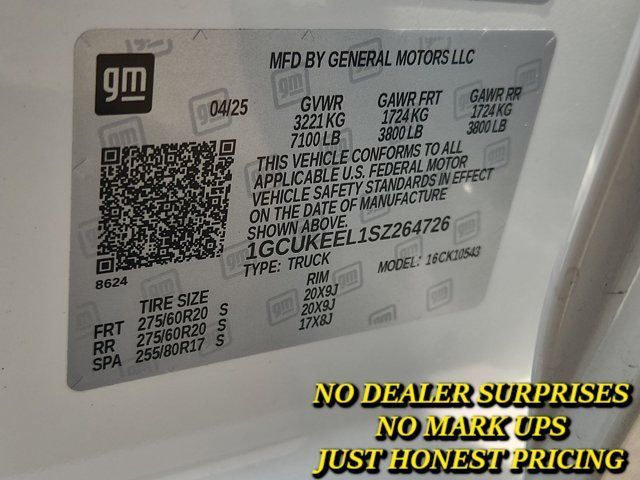 gm
MFD BY GENERAL MOTORS LLC
04/25 GVWR GAWR FRT GAWR RR
3221 KG 1724 KG 1724 KG
7100 LB 3800 LB 3800 LB
THIS VEHICLE CONFORMS TO ALL
APPLICABLE U.S. FEDERAL MOTOR
VEHICLE SAFETY STANDARDS IN EFFECT
ON THE DATE OF MANUFACTURE
SHOWN ABOVE.
1GCUKEEL1SZ264726
8624 TYPE: TRUCK MODEL: 16CK10543
TIRE SIZE RIM
FRT 275/60R20 S 20X9J
RR 275/60R20 S 20X9J
SPA 255/80R17 S 17X8J
NO DEALER SURPRISES
NO MARK UPS
JUST HONEST PRICING